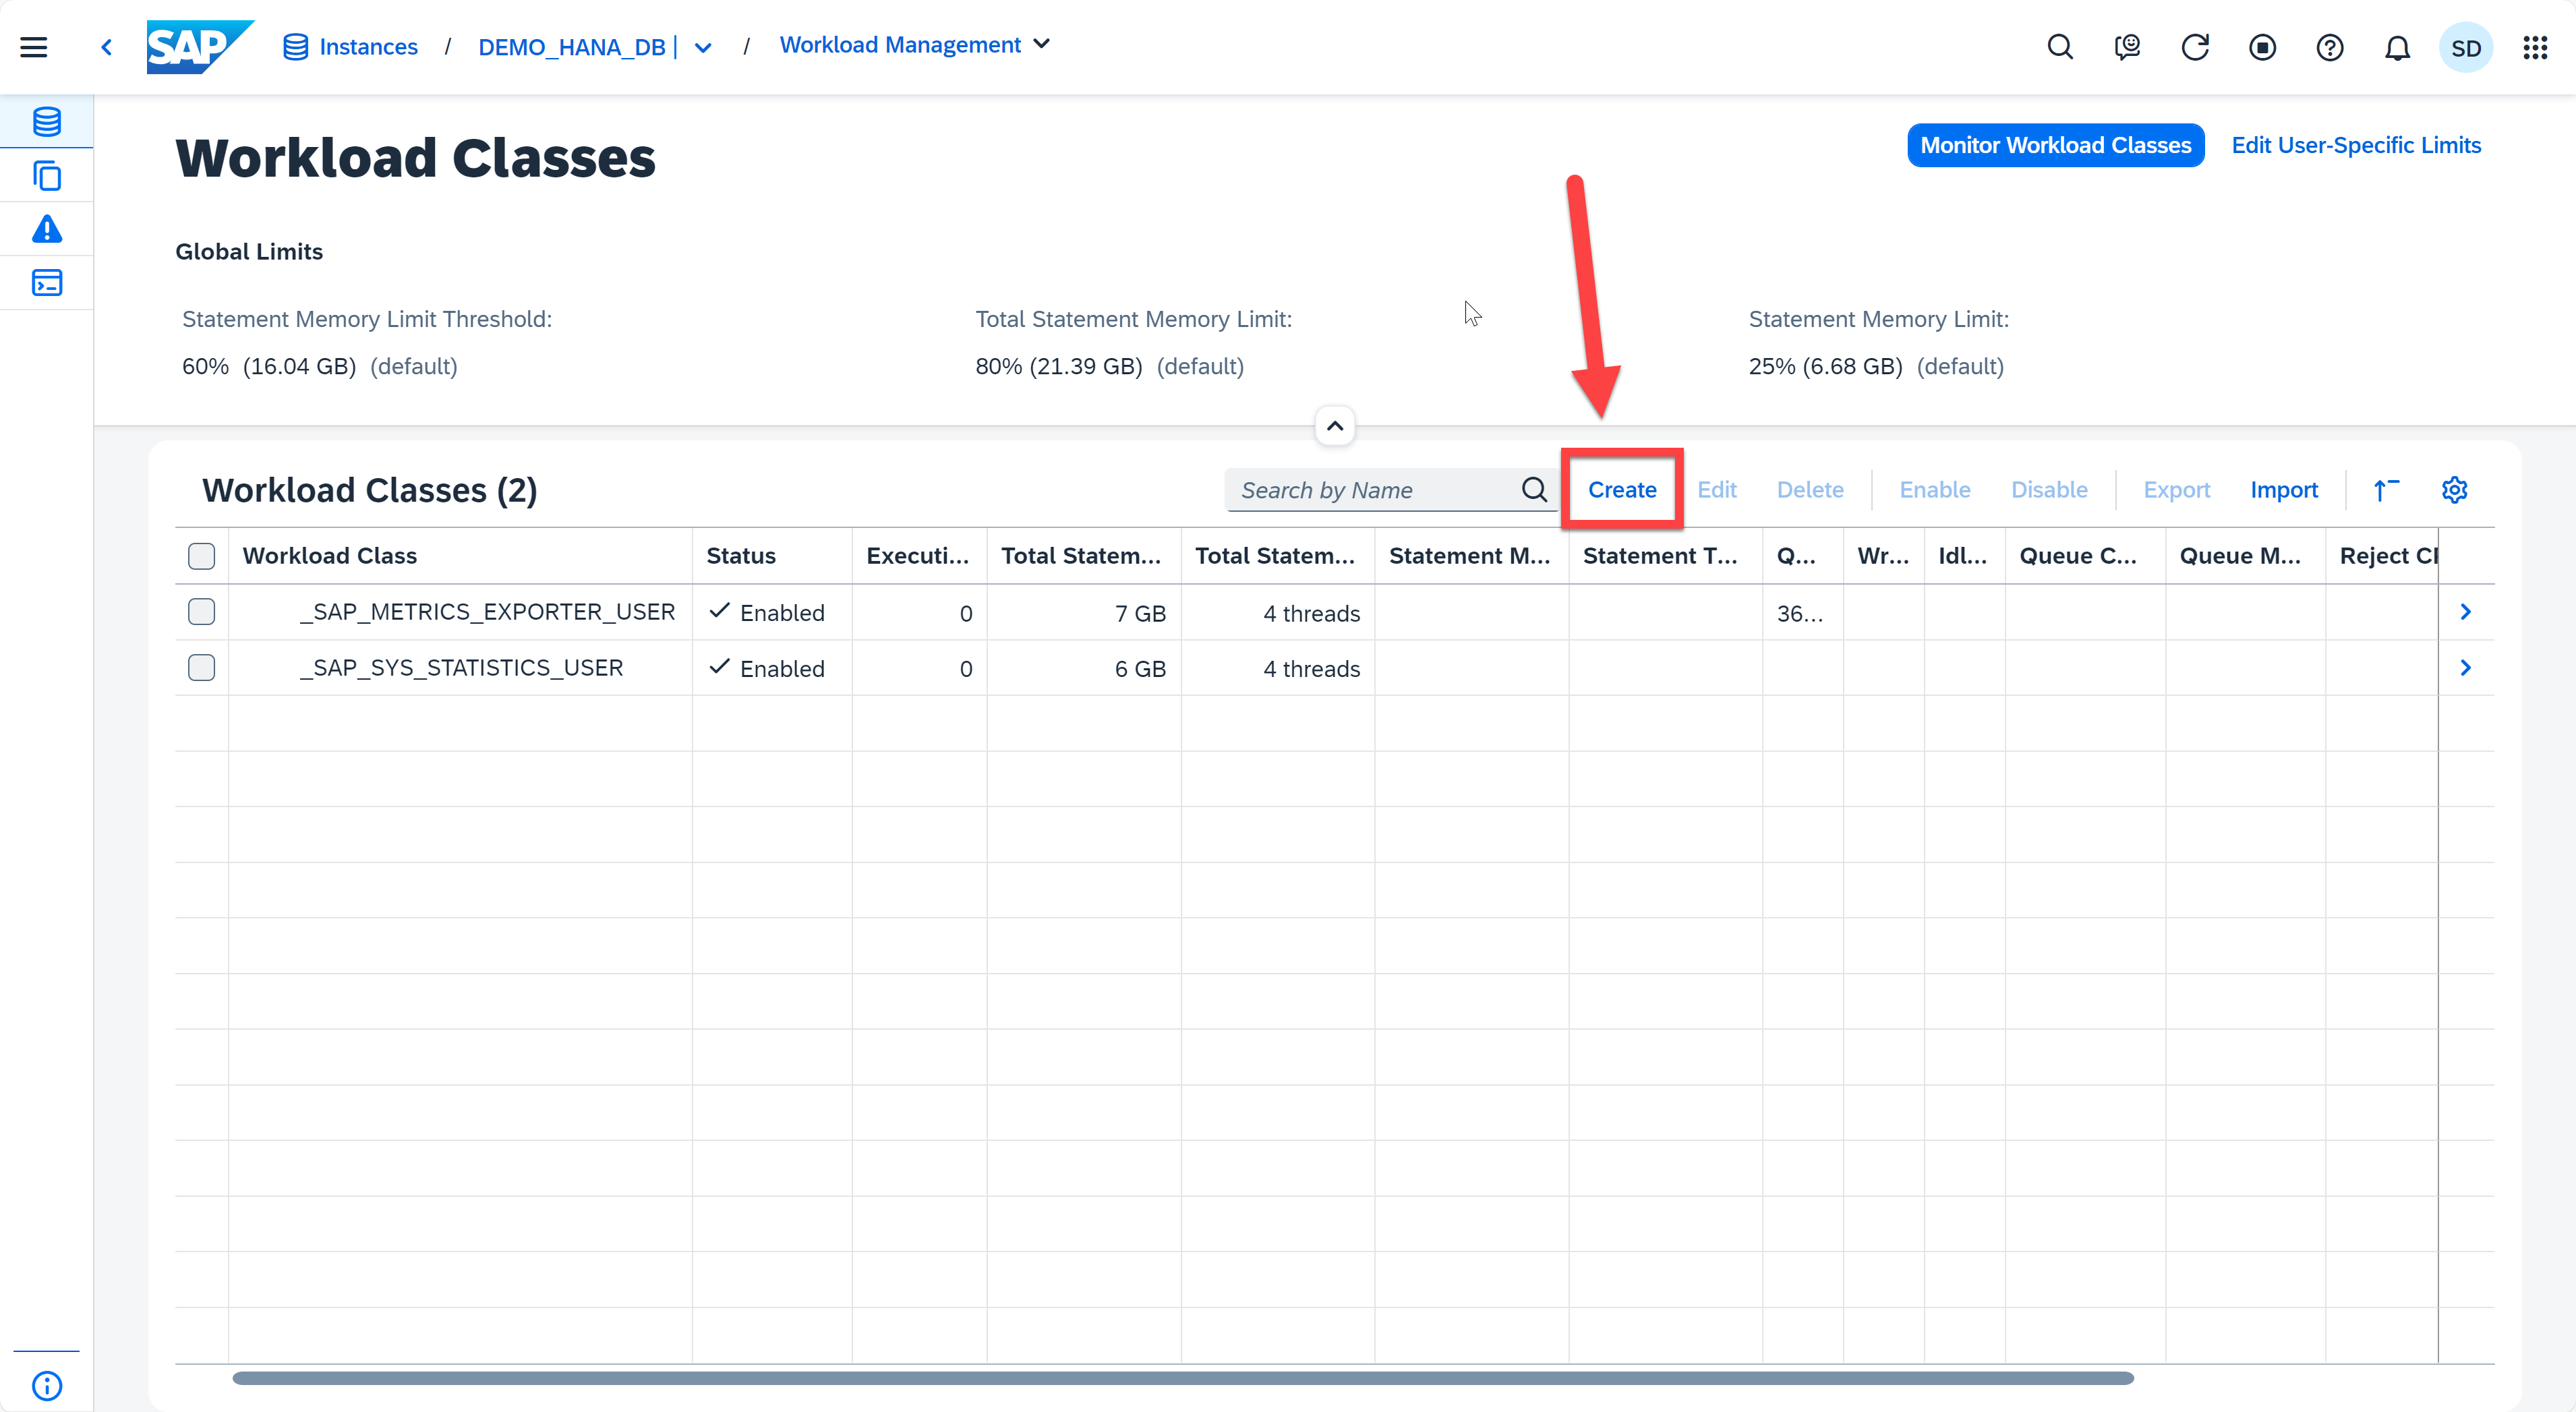 SAP Instances / DEMO_HANA_DB | / Workload Management SD
Workload Classes
Monitor Workload Classes Edit User-Specific Limits
Global Limits
Statement Memory Limit Threshold: Total Statement Memory Limit: Statement Memory Limit:
60% (16.04 GB) (default) 80% (21.39 GB) (default) 25% (6.68 GB) (default)
Workload Classes (2) Search by Name Create Edit Delete Enable Disable Export Import
Workload Class Status Executi... Total Statem... Total Statem... Statement M... Statement T... Q... Wr... Idl... Queue C... Queue M... Reject
_SAP_METRICS_EXPORTER_USER Enabled 0 7 GB 4 threads 36...
_SAP_SYS_STATISTICS_USER Enabled 0 6 GB 4 threads